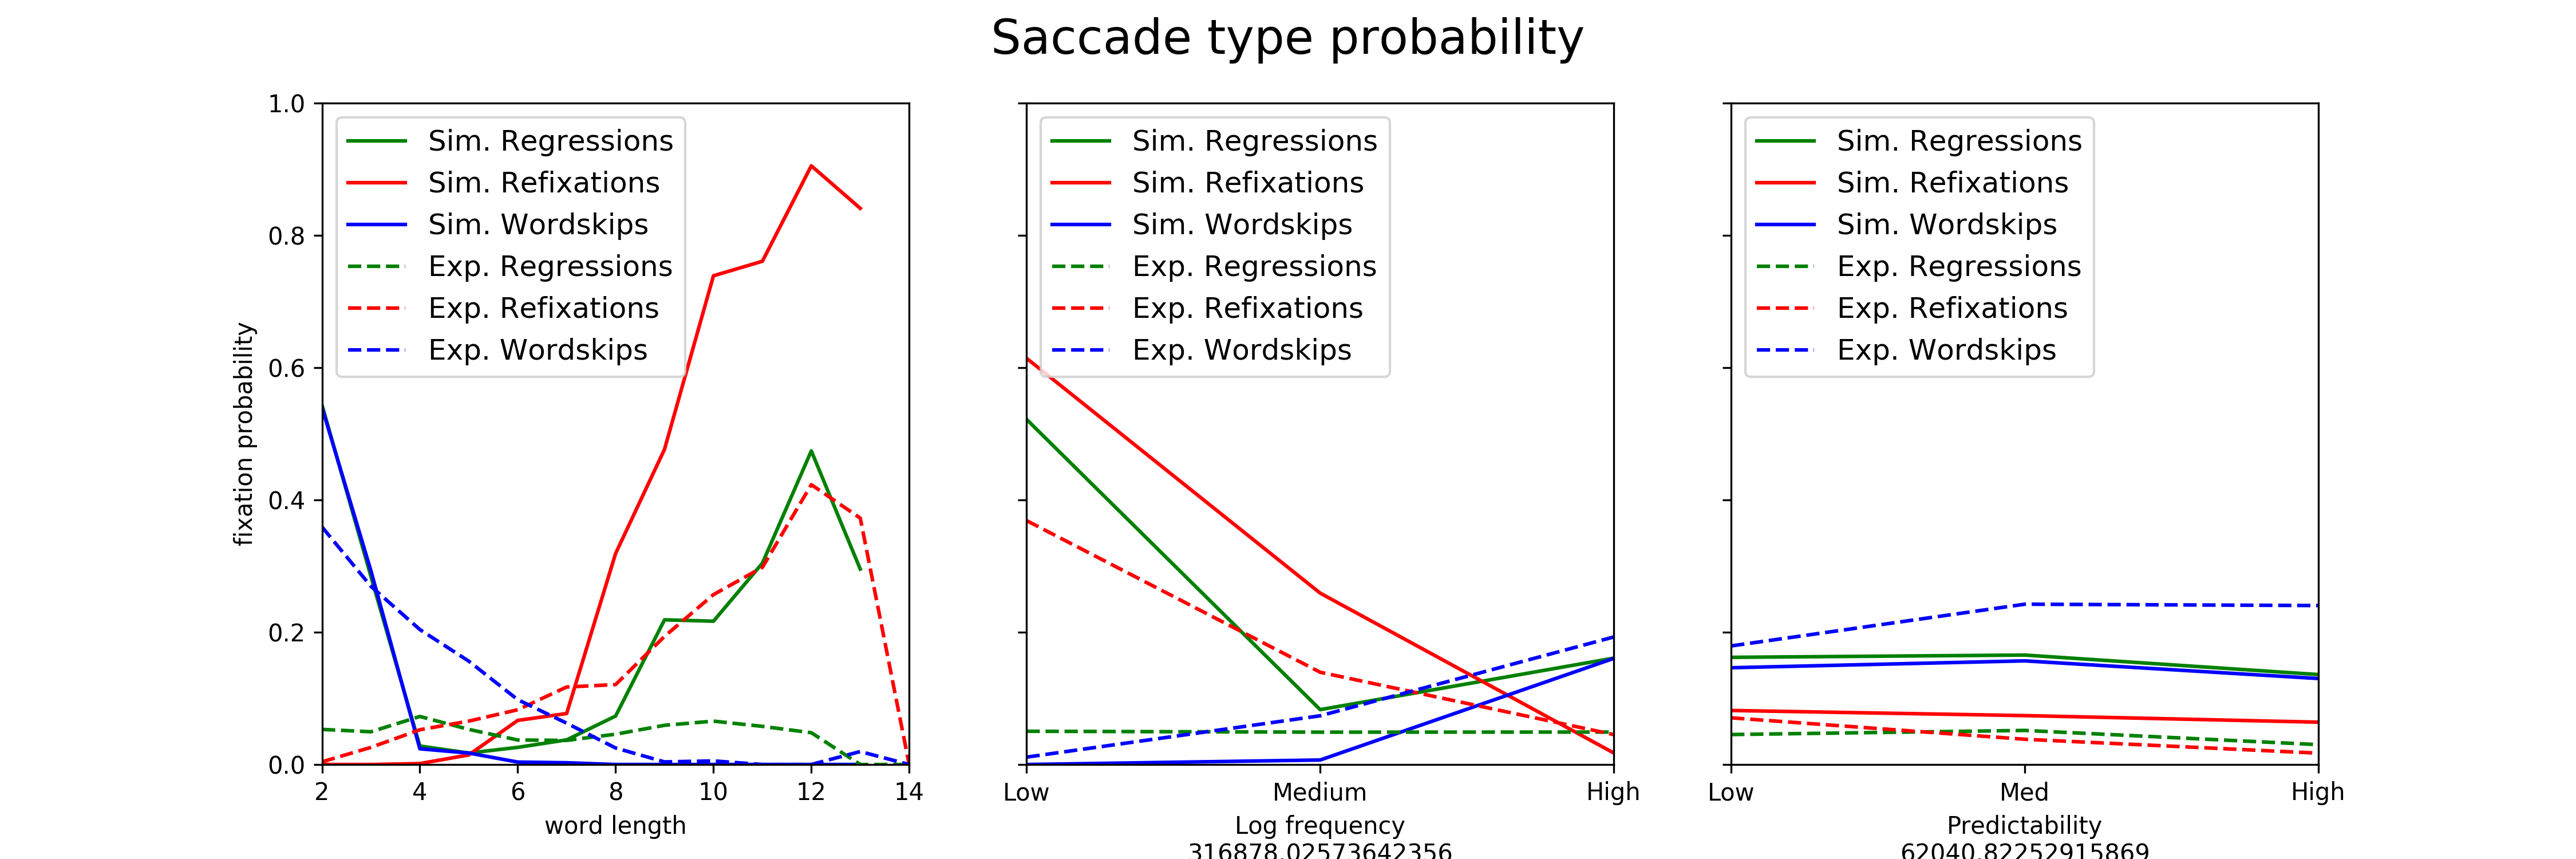 Saccade type probability
1.0
0.8
0.6
0.4
0.2
0.0
fixation probability
Sim. Regressions
Sim. Refixations
Sim. Wordskips
Exp. Regressions
Exp. Refixations
Exp. Wordskips
2 4 6 8 10 12 14
word length
Sim. Regressions
Sim. Refixations
Sim. Wordskips
Exp. Regressions
Exp. Refixations
Exp. Wordskips
Low Medium High
Log frequency
316878.02573642356
Sim. Regressions
Sim. Refixations
Sim. Wordskips
Exp. Regressions
Exp. Refixations
Exp. Wordskips
Low Med High
Predictability
62040.82252915869